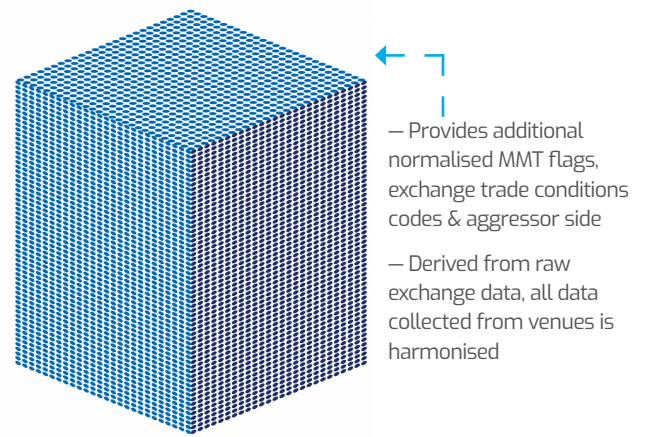 — Provides additional
normalised MMT flags,
exchange trade conditions
codes & aggressor side
— Derived from raw
exchange data, all data
collected from venues is
harmonised